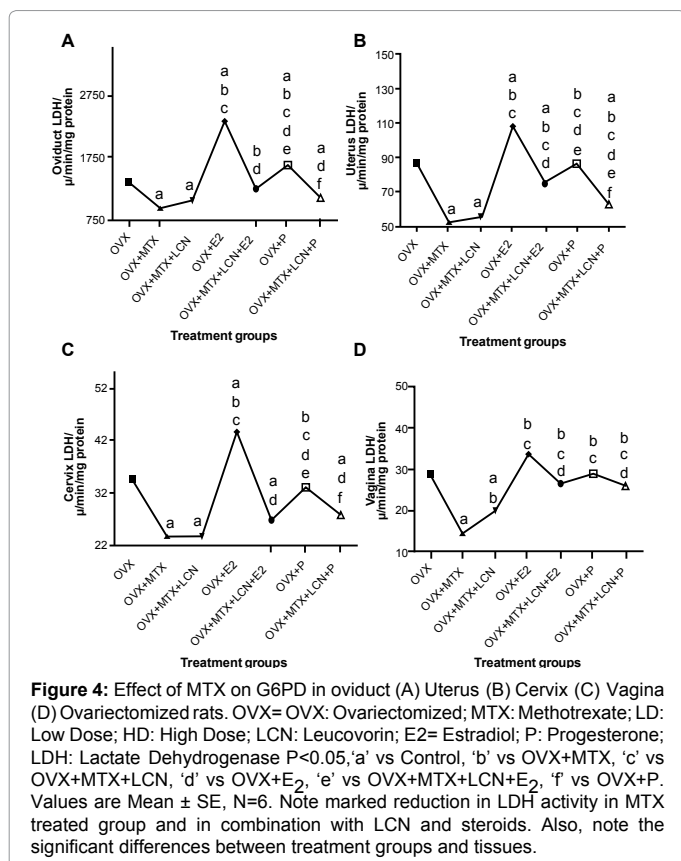 A
Oviduct LDH/
µ/min/mg protein
2750
1750
750
a
a
a
b
c
b
d
a
b
c
d
e
a
d
f
OVX
OVX+MTX
OVX+MTX+LCN
OVX+E2
OVX+MTX+LCN+E2
OVX+P
OVX+MTX+LCN+P
Treatment groups
B
Uterus LDH/
µ/min/mg protein
150
130
110
90
70
50
a
a
a
b
c
a
b
c
d
b
c
d
e
a
b
c
d
e
f
OVX
OVX+MTX
OVX+MTX+LCN
OVX+E2
OVX+MTX+LCN+E2
OVX+P
OVX+MTX+LCN+P
Treatment groups
C
Cervix LDH/
µ/min/mg protein
52
42
32
22
a
a
a
b
c
a
d
b
c
d
e
a
d
f
OVX
OVX+MTX
OVX+MTX+LCN
OVX+E2
OVX+MTX+LCN+E2
OVX+P
OVX+MTX+LCN+P
Treatment groups
D
Vagina LDH/
µ/min/mg protein
50
40
30
20
10
a
a
b
b
c
b
c
d
b
c
b
c
d
OVX
OVX+MTX
OVX+MTX+LCN
OVX+E2
OVX+MTX+LCN+E2
OVX+P
OVX+MTX+LCN+P
Treatment groups
Figure 4: Effect of MTX on G6PD in oviduct (A) Uterus (B) Cervix (C) Vagina
(D) Ovariectomized rats. OVX= OVX: Ovariectomized; MTX: Methotrexate; LD:
Low Dose; HD: High Dose; LCN: Leucovorin; E2= Estradiol; P: Progesterone;
LDH: Lactate Dehydrogenase P<0.05,‘a’ vs Control, ‘b’ vs OVX+MTX, ‘c’ vs
OVX+MTX+LCN, ‘d’ vs OVX+E2, ‘e’ vs OVX+MTX+LCN+E2, ‘f’ vs OVX+P.
Values are Mean ± SE, N=6. Note marked reduction in LDH activity in MTX
treated group and in combination with LCN and steroids. Also, note the
significant differences between treatment groups and tissues.